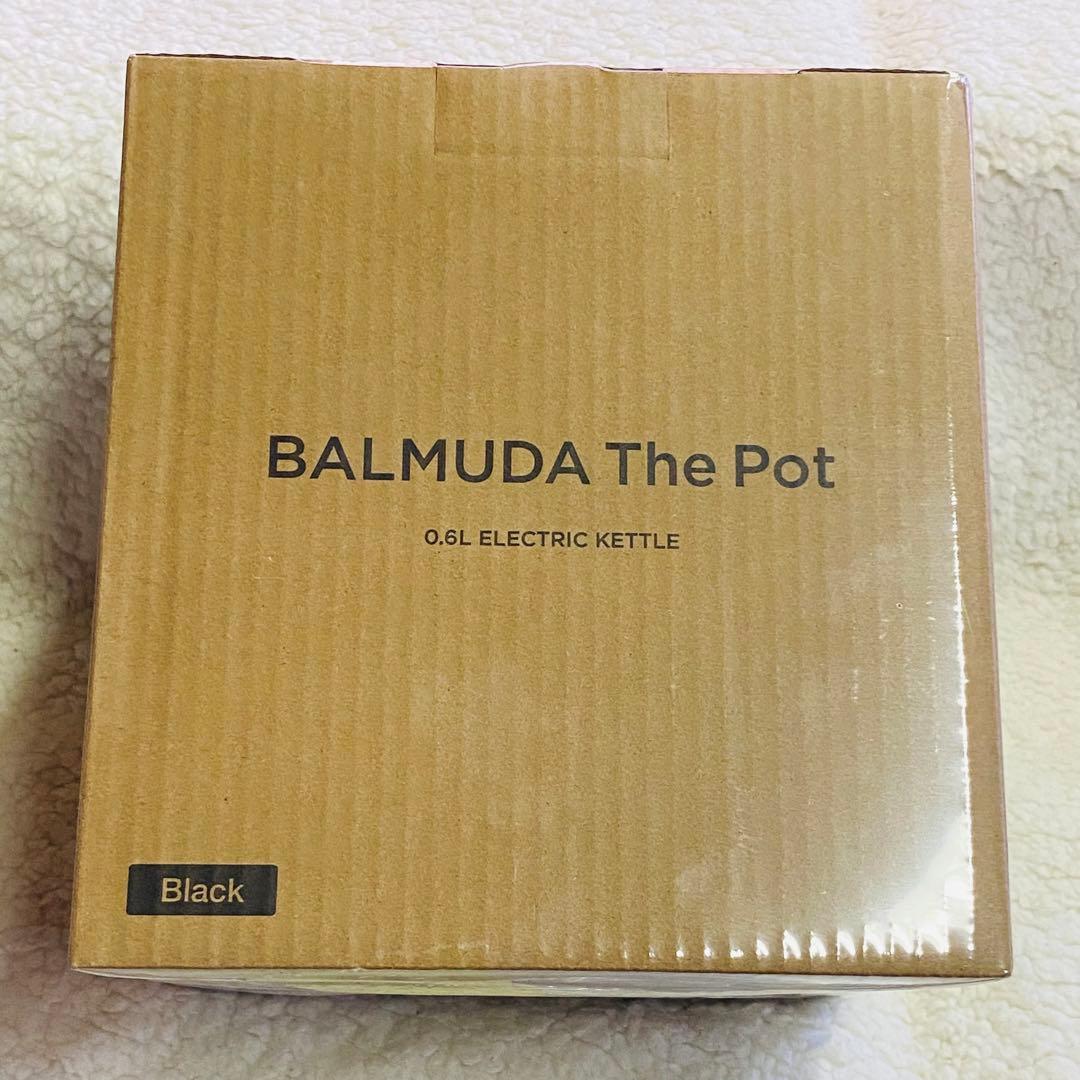 BALMUDA The Pot
0.6L ELECTRIC KETTLE
Black